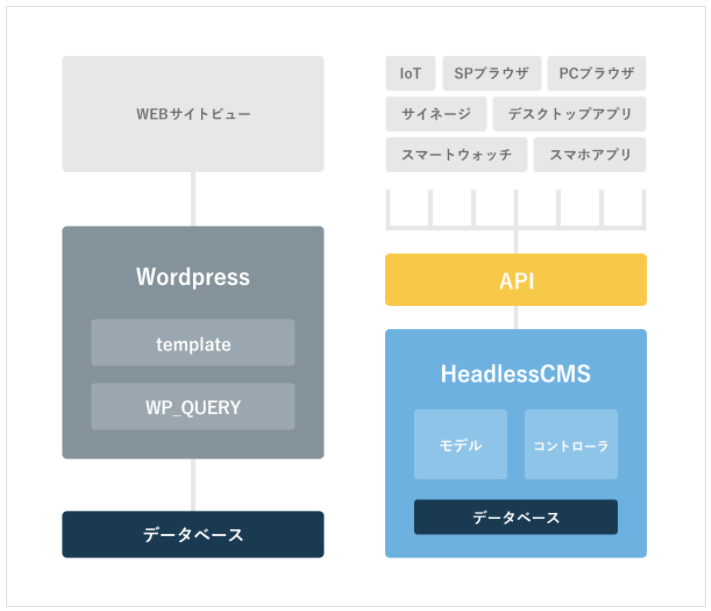 WEBサイトビュー
Wordpress
template
WP_QUERY
データベース
IoT
SPブラウザ
PCブラウザ
サイネージ
デスクトップアプリ
スマートウォッチ
スマホアプリ
API
HeadlessCMS
モデル
コントローラ
データベース